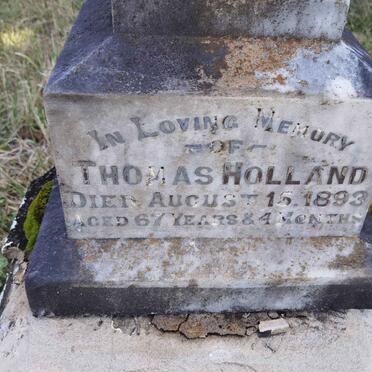 IN LOVING MEMORY
OF
THOMAS HOLLAND
DIED AUGUST 15. 1893
AGED 67 YEARS & 4 MONTHS